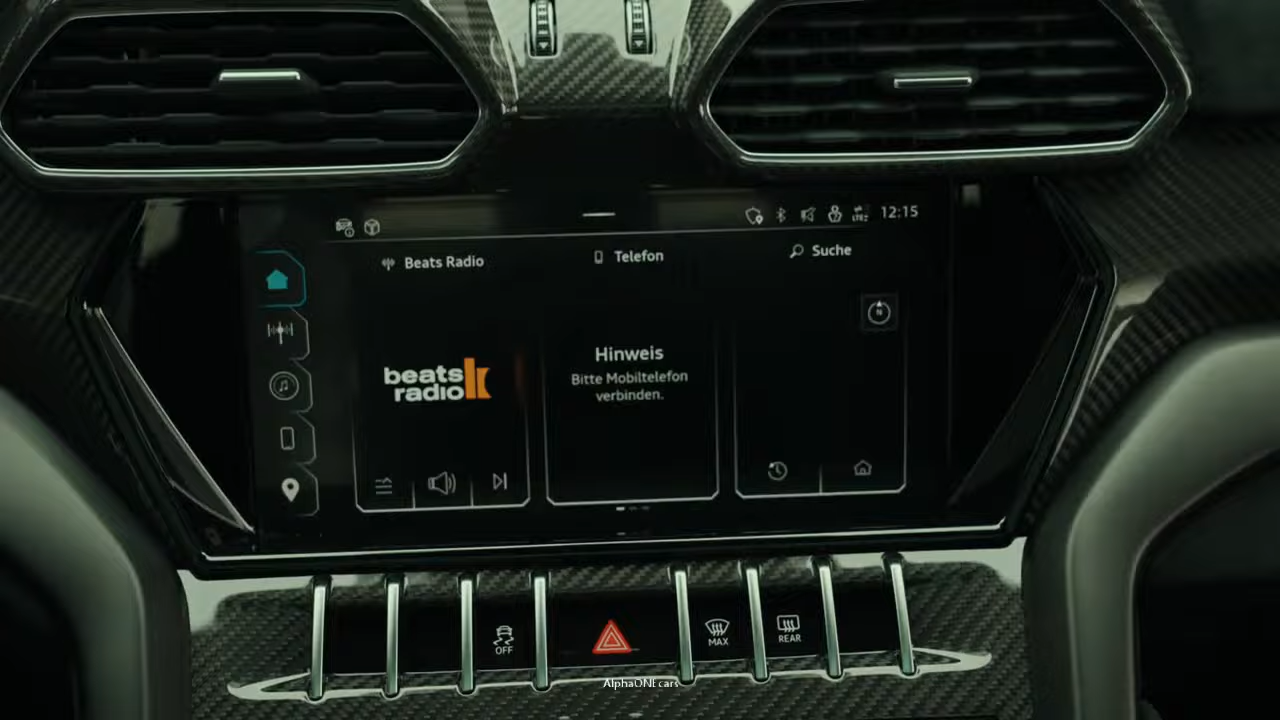 12:15
Beats Radio
Telefon
Suche
N
beats
radio
Hinweis
Bitte Mobiltelefon
verbinden.
OFF
MAX
REAR
AlphaONE cars